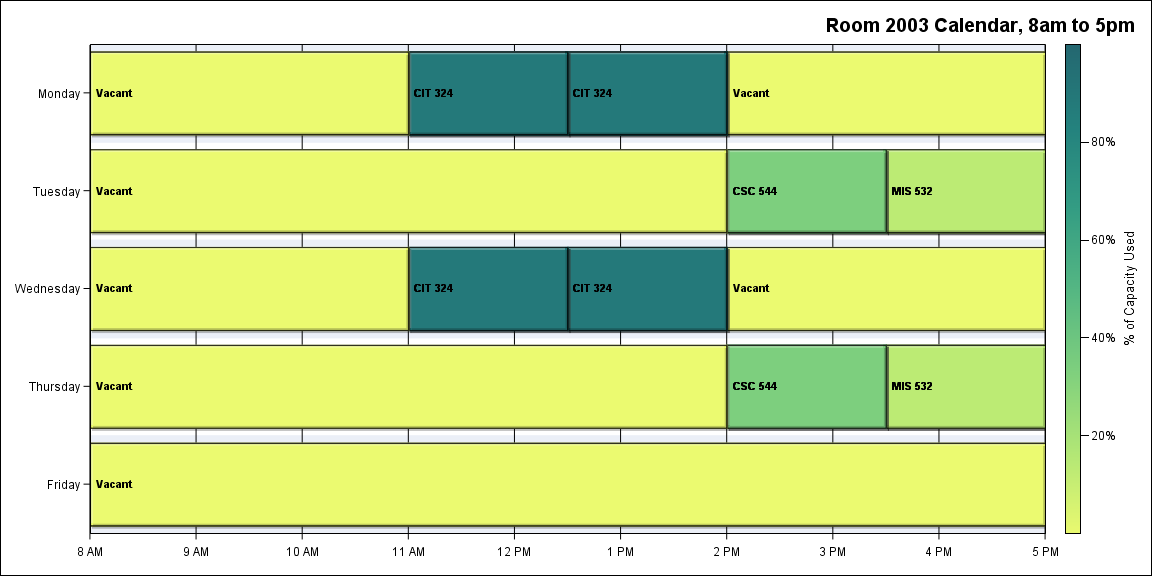 Room 2003 Calendar, 8am to 5pm
Monday Vacant CIT 324 CIT 324 Vacant
Tuesday Vacant CSC 544 MIS 532
Wednesday Vacant CIT 324 CIT 324 Vacant
Thursday Vacant CSC 544 MIS 532
Friday Vacant
8 AM 9 AM 10 AM 11 AM 12 PM 1 PM 2 PM 3 PM 4 PM 5 PM
80%
60%
40%
20%
% of Capacity Used